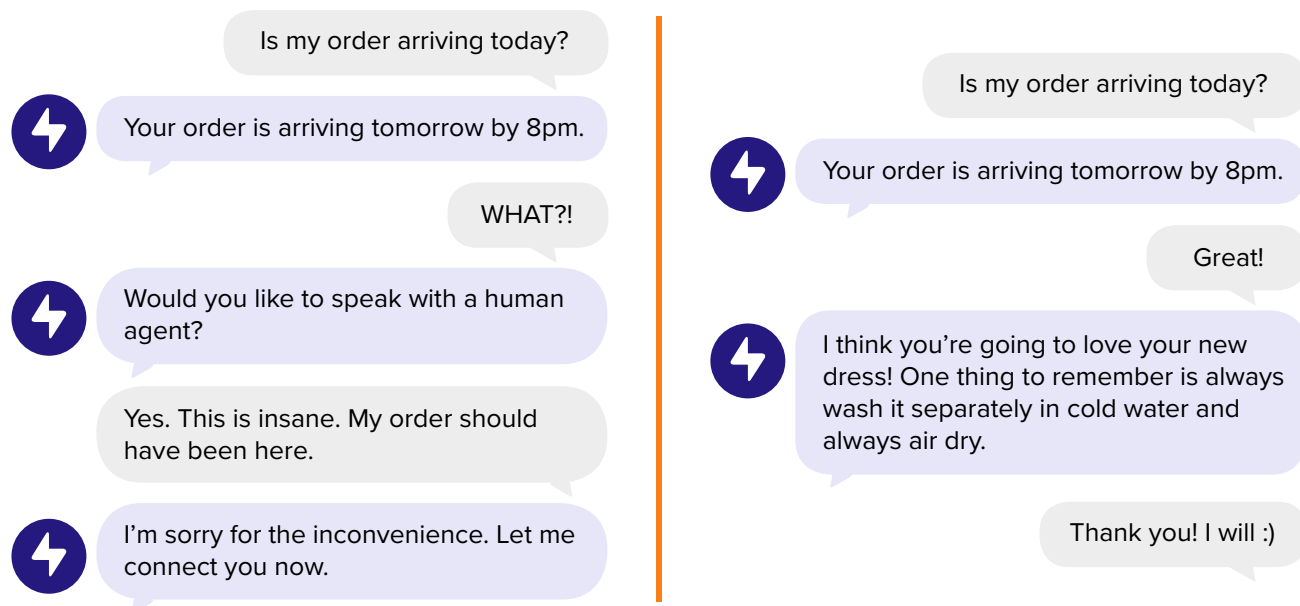 Is my order arriving today?
Your order is arriving tomorrow by 8pm.
WHAT?!
Would you like to speak with a human
agent?
Yes. This is insane. My order should
have been here.
I’m sorry for the inconvenience. Let me
connect you now.
Is my order arriving today?
Your order is arriving tomorrow by 8pm.
Great!
I think you’re going to love your new
dress! One thing to remember is always
wash it separately in cold water and
always air dry.
Thank you! I will :)